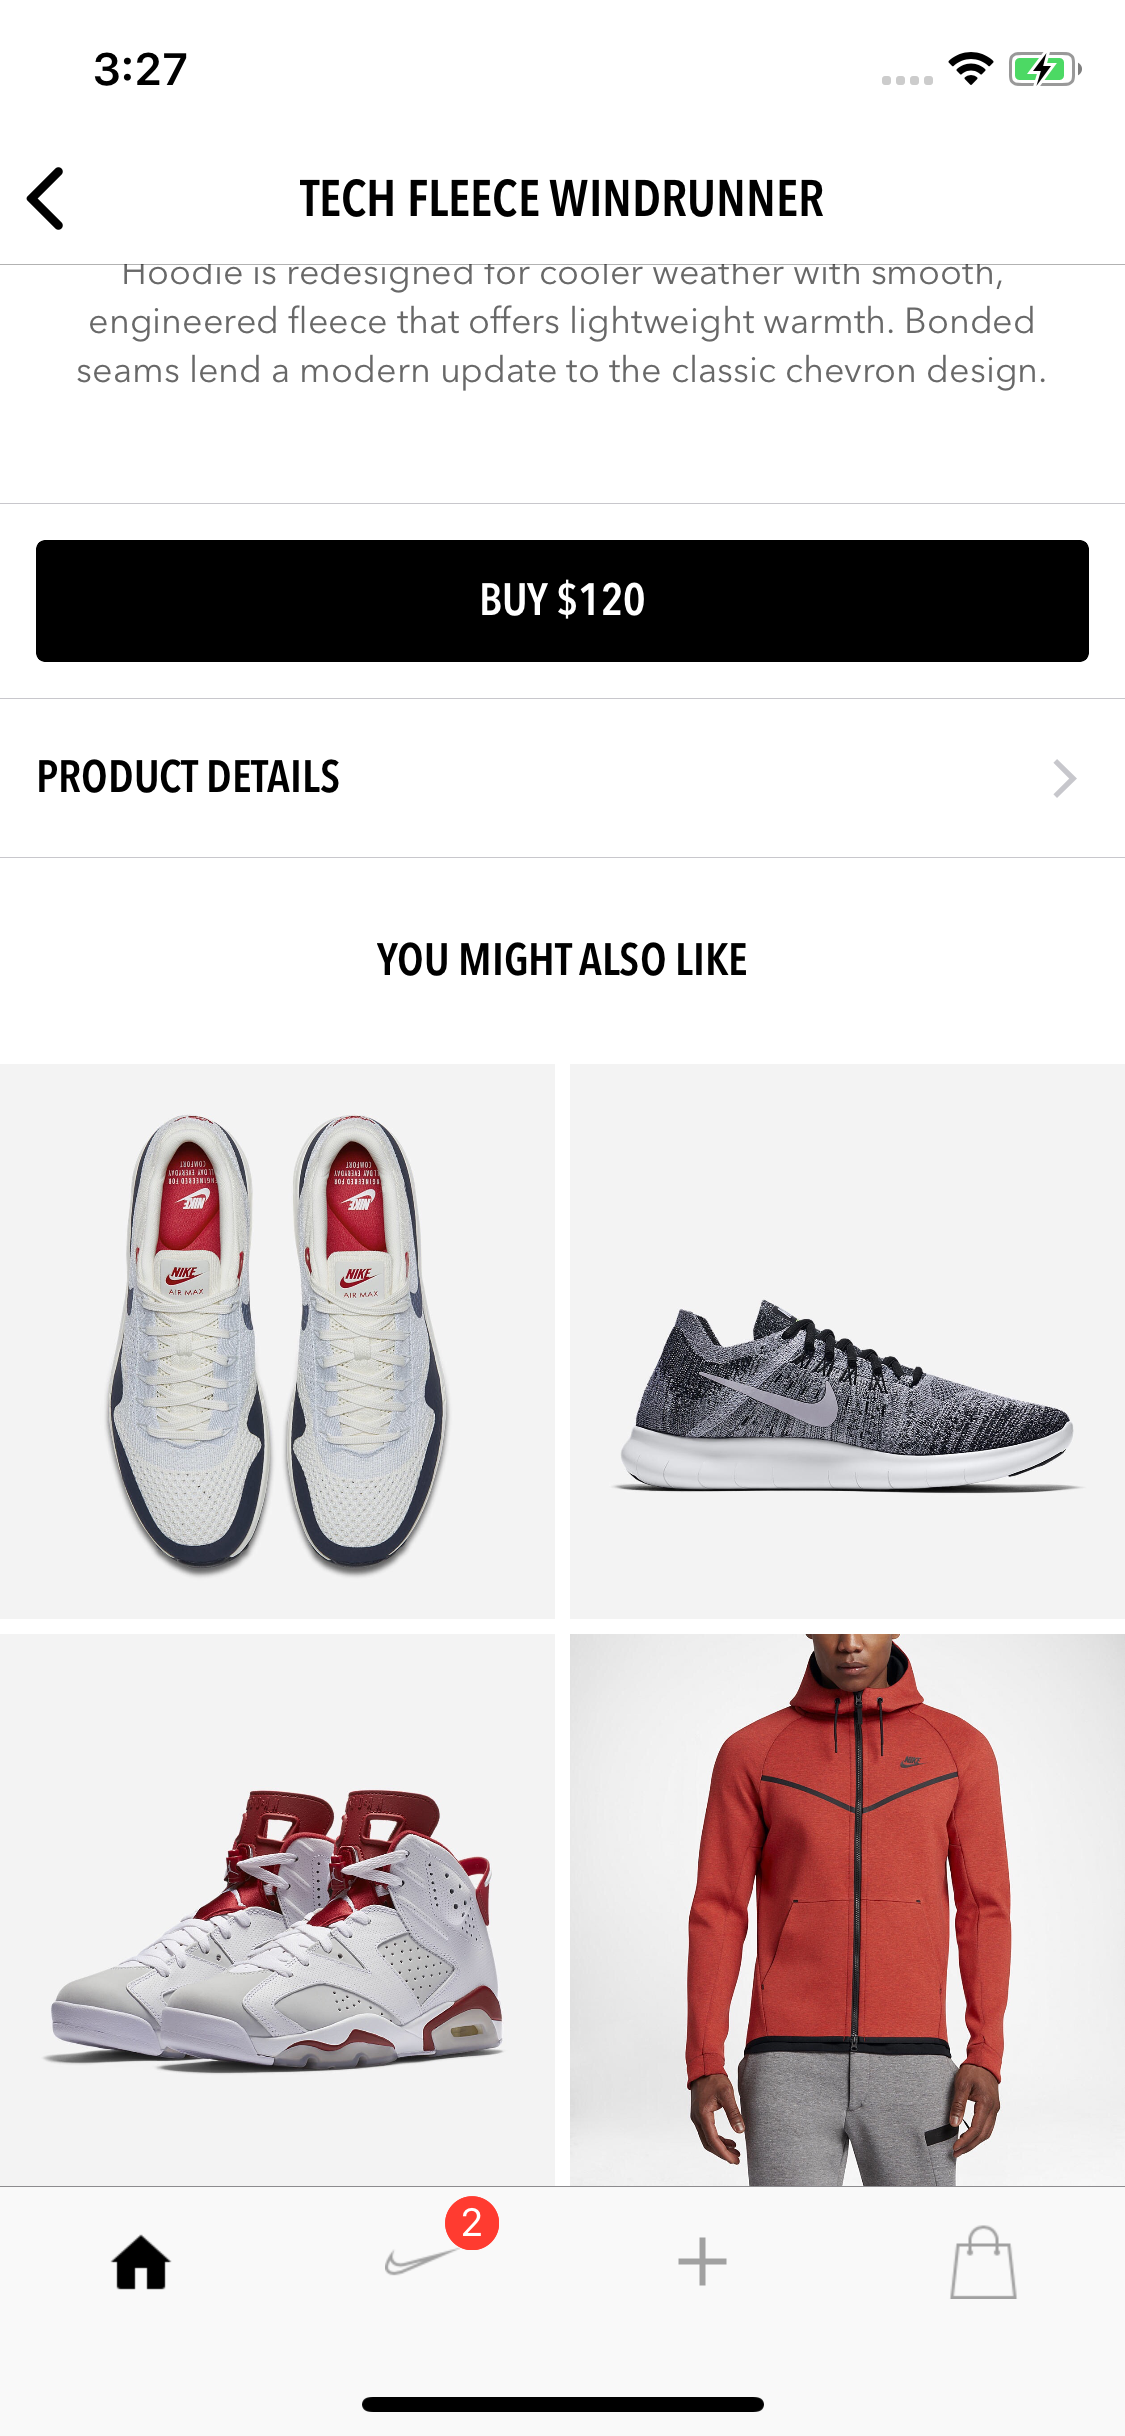 3:27
TECH FLEECE WINDRUNNER
Hoodie is redesigned for cooler weather with smooth,
engineered fleece that offers lightweight warmth. Bonded
seams lend a modern update to the classic chevron design.
BUY $120
PRODUCT DETAILS
YOU MIGHT ALSO LIKE
NIKE
AIR MAX
NIKE
AIR MAX
2